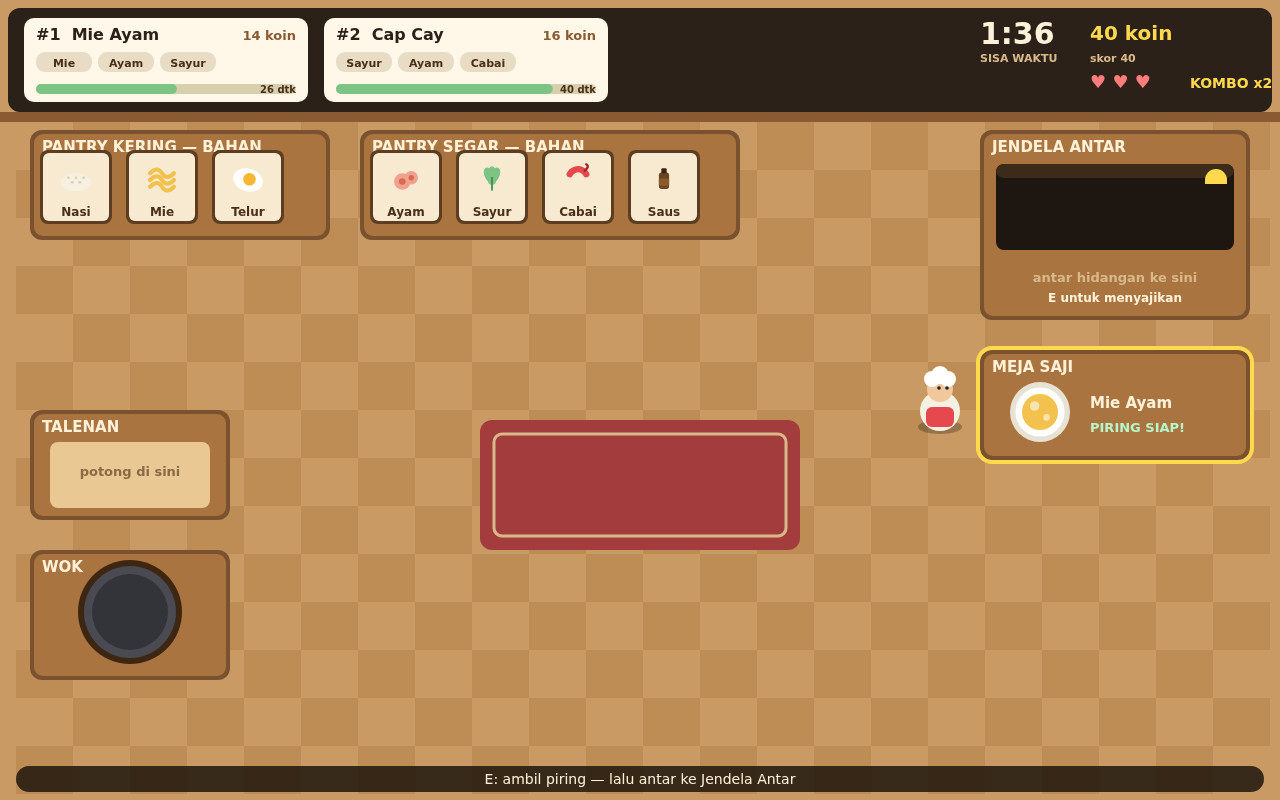 #1 Mie Ayam 14 koin
Mie Ayam Sayur
26 dtk
#2 Cap Cay 16 koin
Sayur Ayam Cabai
40 dtk
1:36
SISA WAKTU
40 koin
skor 40
KOMBO x2
PANTRY KERING — BAHAN
Nasi Mie Telur
PANTRY SEGAR — BAHAN
Ayam Sayur Cabai Saus
JENDELA ANTAR
antar hidangan ke sini
E untuk menyajikan
MEJA SAJI
Mie Ayam
PIRING SIAP!
TALENAN
potong di sini
WOK
E: ambil piring — lalu antar ke Jendela Antar